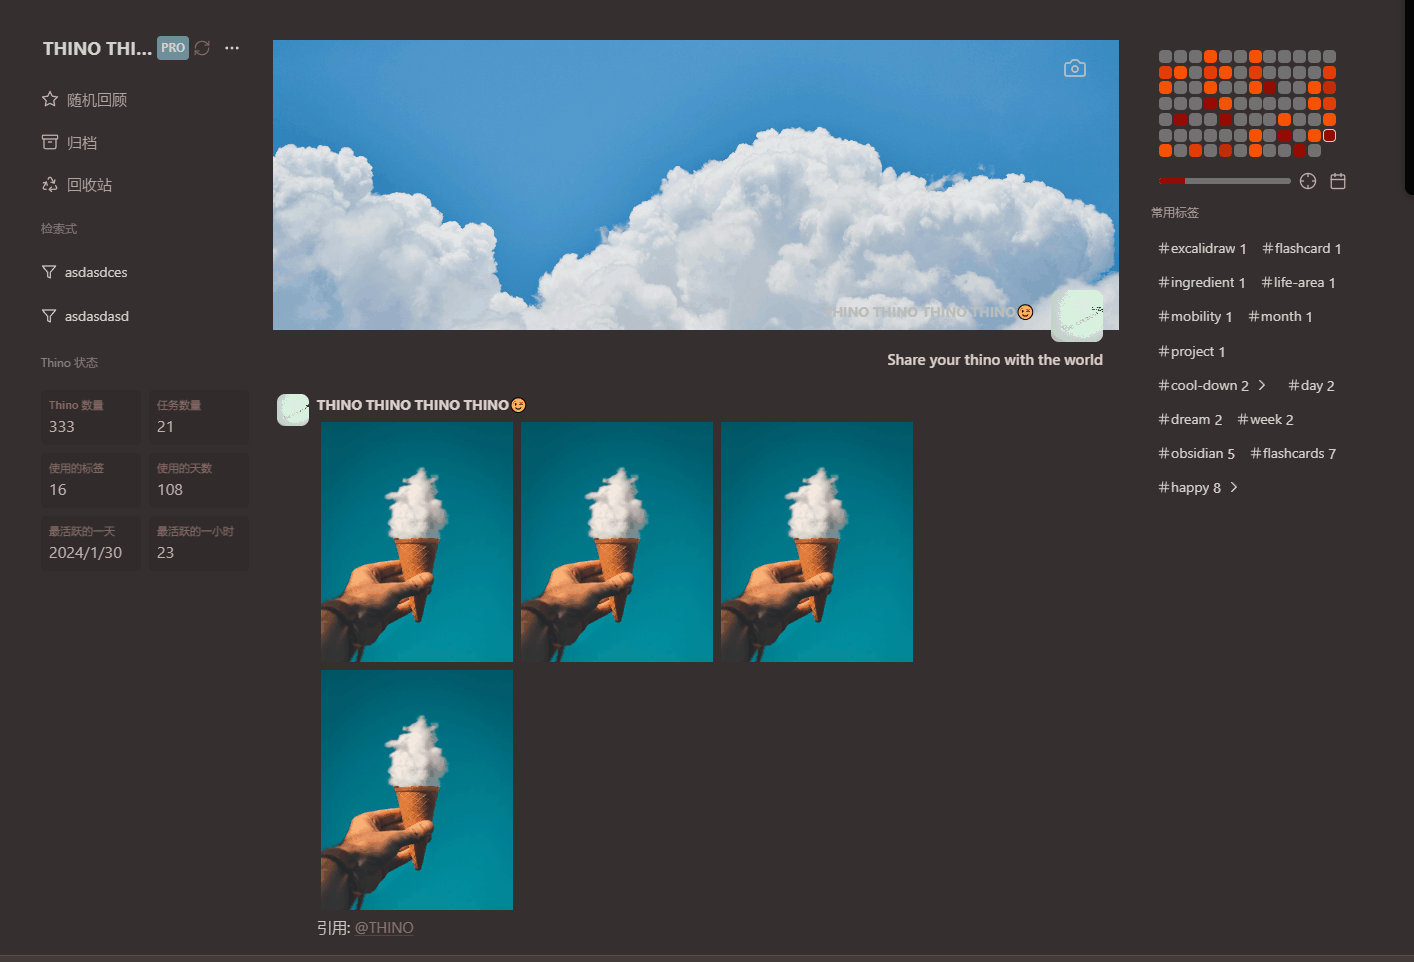 THINO THI...
PRO
随机回顾
归档
回收站
检索式
asdasdces
asdasdasd
Thino 状态
Thino 数量
333
任务数量
21
使用的标签
16
使用的天数
108
最活跃的一天
2024/1/30
最活跃的一小时
23
THINO THINO THINO THINO😉
Share your thino with the world
THINO THINO THINO THINO😉
引用: @THINO
常用标签
#excalidraw 1 #flashcard 1
#ingredient 1 #life-area 1
#mobility 1 #month 1
#project 1
#cool-down 2 #day 2
#dream 2 #week 2
#obsidian 5 #flashcards 7
#happy 8